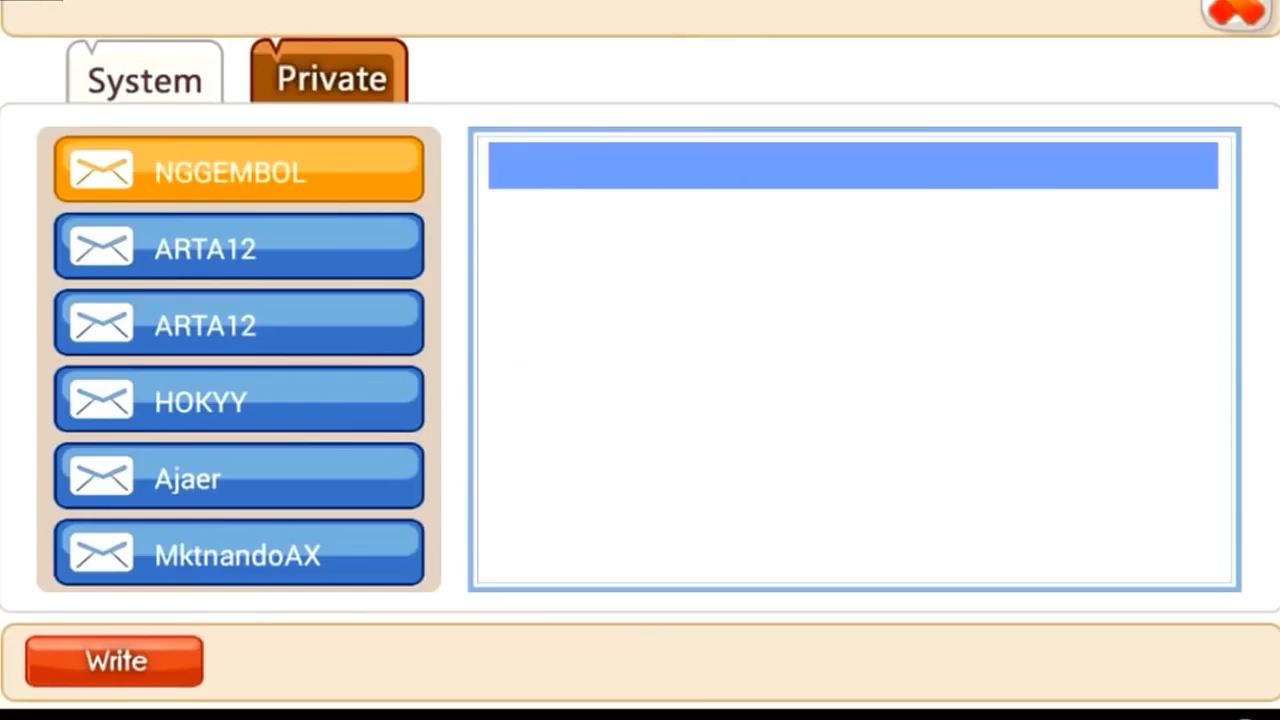 System
Private
NGGEMBOL
ARTA12
ARTA12
HOKYY
Ajaer
MktnandoAX
Write